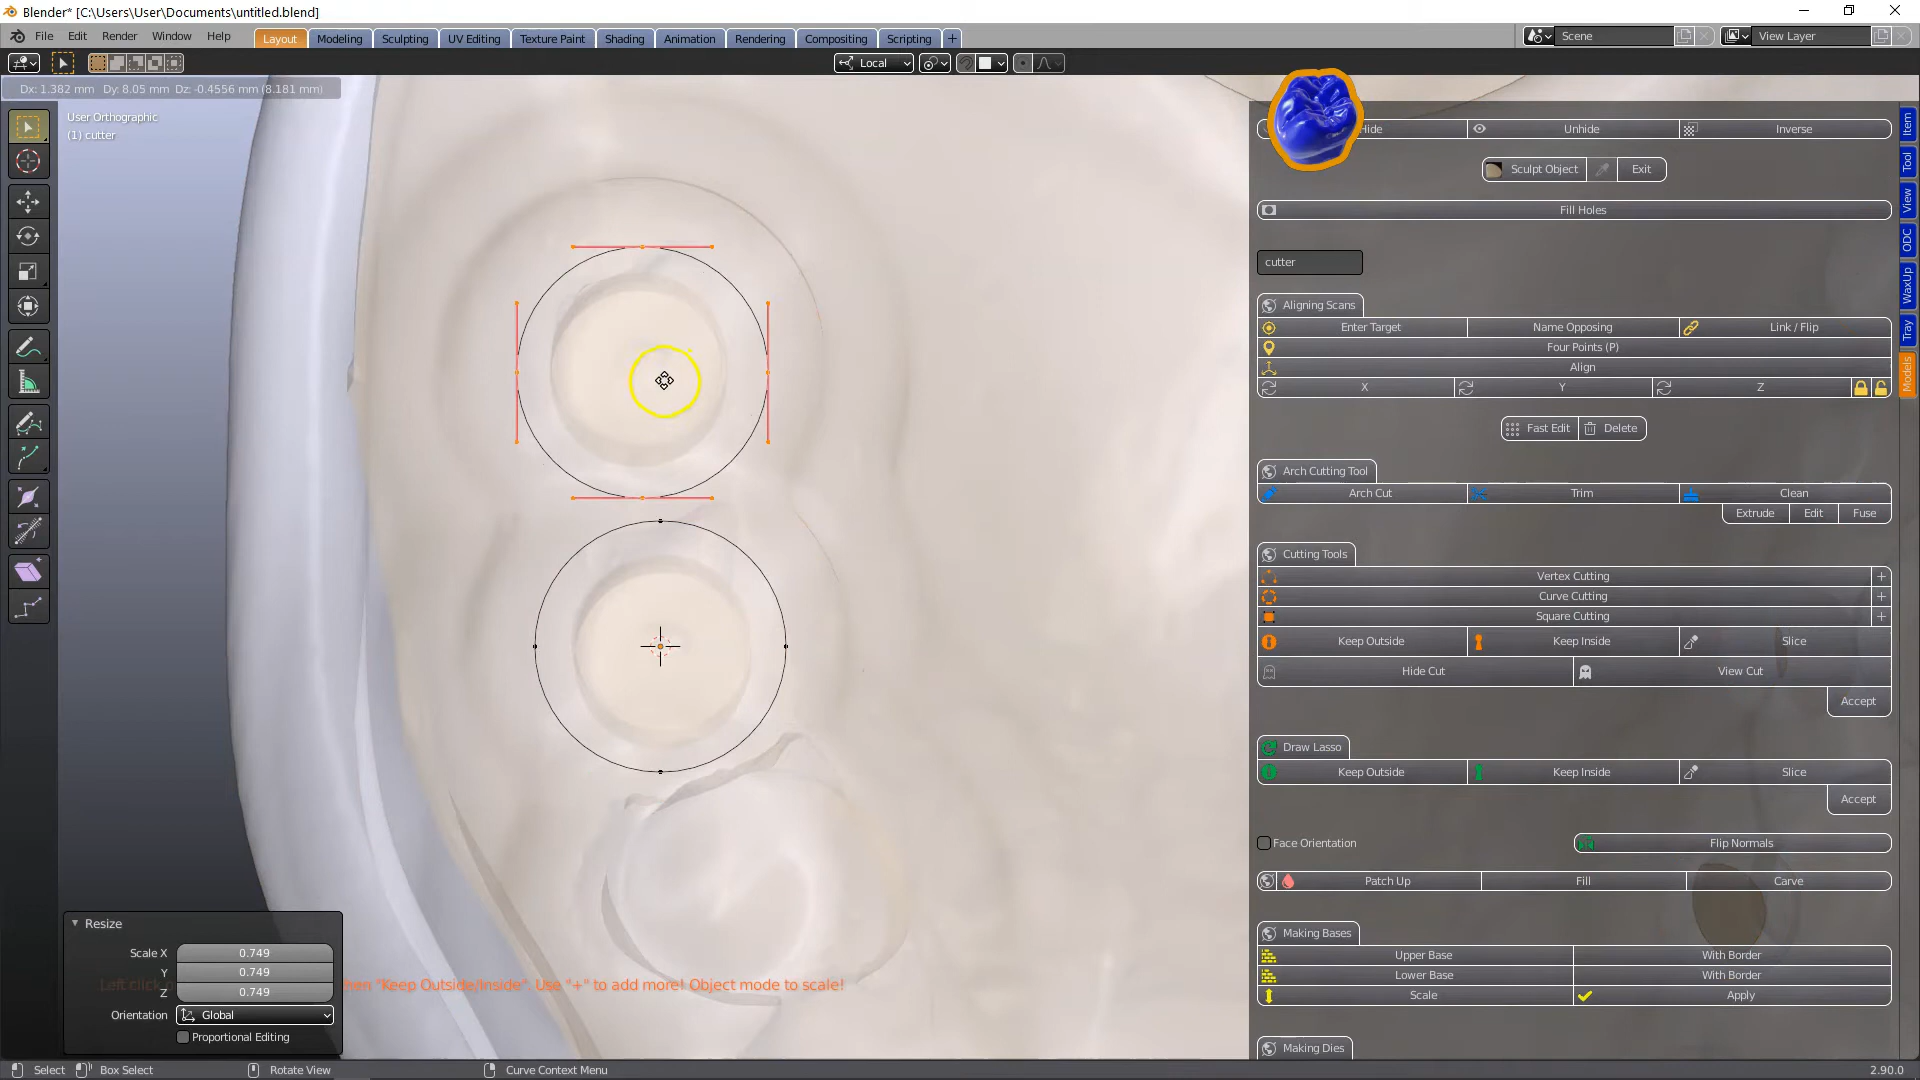 Blender* [C:\Users\User\Documents\untitled.blend]
File Edit Render Window Help Layout Modeling Sculpting UV Editing Texture Paint Shading Animation Rendering Compositing Scripting + Scene View Layer
Local
Dx: 1.382 mm Dy: 8.05 mm Dz: -0.4556 mm (8.181 mm)
User Orthographic
(1) cutter
Hide Unhide Inverse
Sculpt Object Exit
Fill Holes
cutter
Aligning Scans
Enter Target Name Opposing Link / Flip
Four Points (P)
Align
X Y Z
Fast Edit Delete
Arch Cutting Tool
Arch Cut Trim Clean
Extrude Edit Fuse
Cutting Tools
Vertex Cutting +
Curve Cutting +
Square Cutting +
Keep Outside Keep Inside Slice
Hide Cut View Cut
Accept
Draw Lasso
Keep Outside Keep Inside Slice
Accept
Face Orientation Flip Normals
Patch Up Fill Carve
Making Bases
Upper Base With Border
Lower Base With Border
Scale Apply
Making Dies
Item
Tool
View
ODC
WaxUp
Tray
Models
Resize
Scale X 0.749
Y 0.749
Z 0.749
Left click "Keep Outside/Inside". Use "+" to add more! Object mode to scale!
Orientation Global
Proportional Editing
Select Box Select Rotate View Curve Context Menu 2.90.0